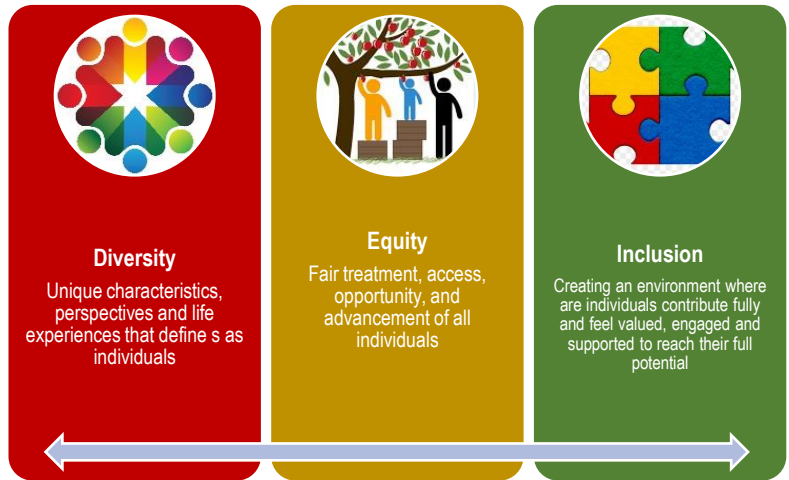 Diversity
Unique characteristics,
perspectives and life
experiences that define s as
individuals
Equity
Fair treatment, access,
opportunity, and
advancement of all
individuals
Inclusion
Creating an environment where
are individuals contribute fully
and feel valued, engaged and
supported to reach their full
potential